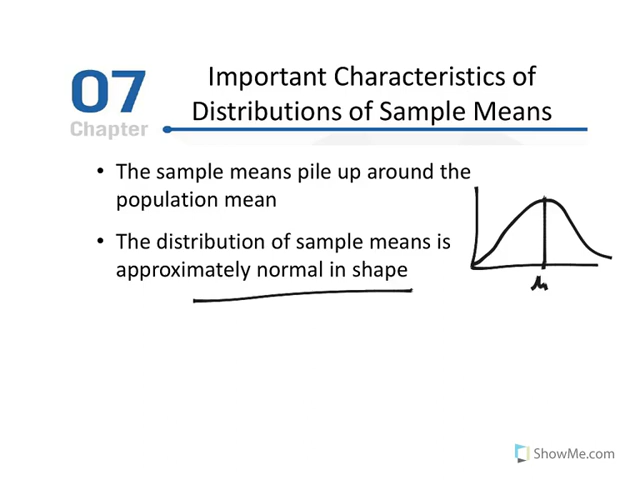 07
Chapter
Important Characteristics of
Distributions of Sample Means
• The sample means pile up around the
population mean
• The distribution of sample means is
approximately normal in shape
μ
ShowMe.com